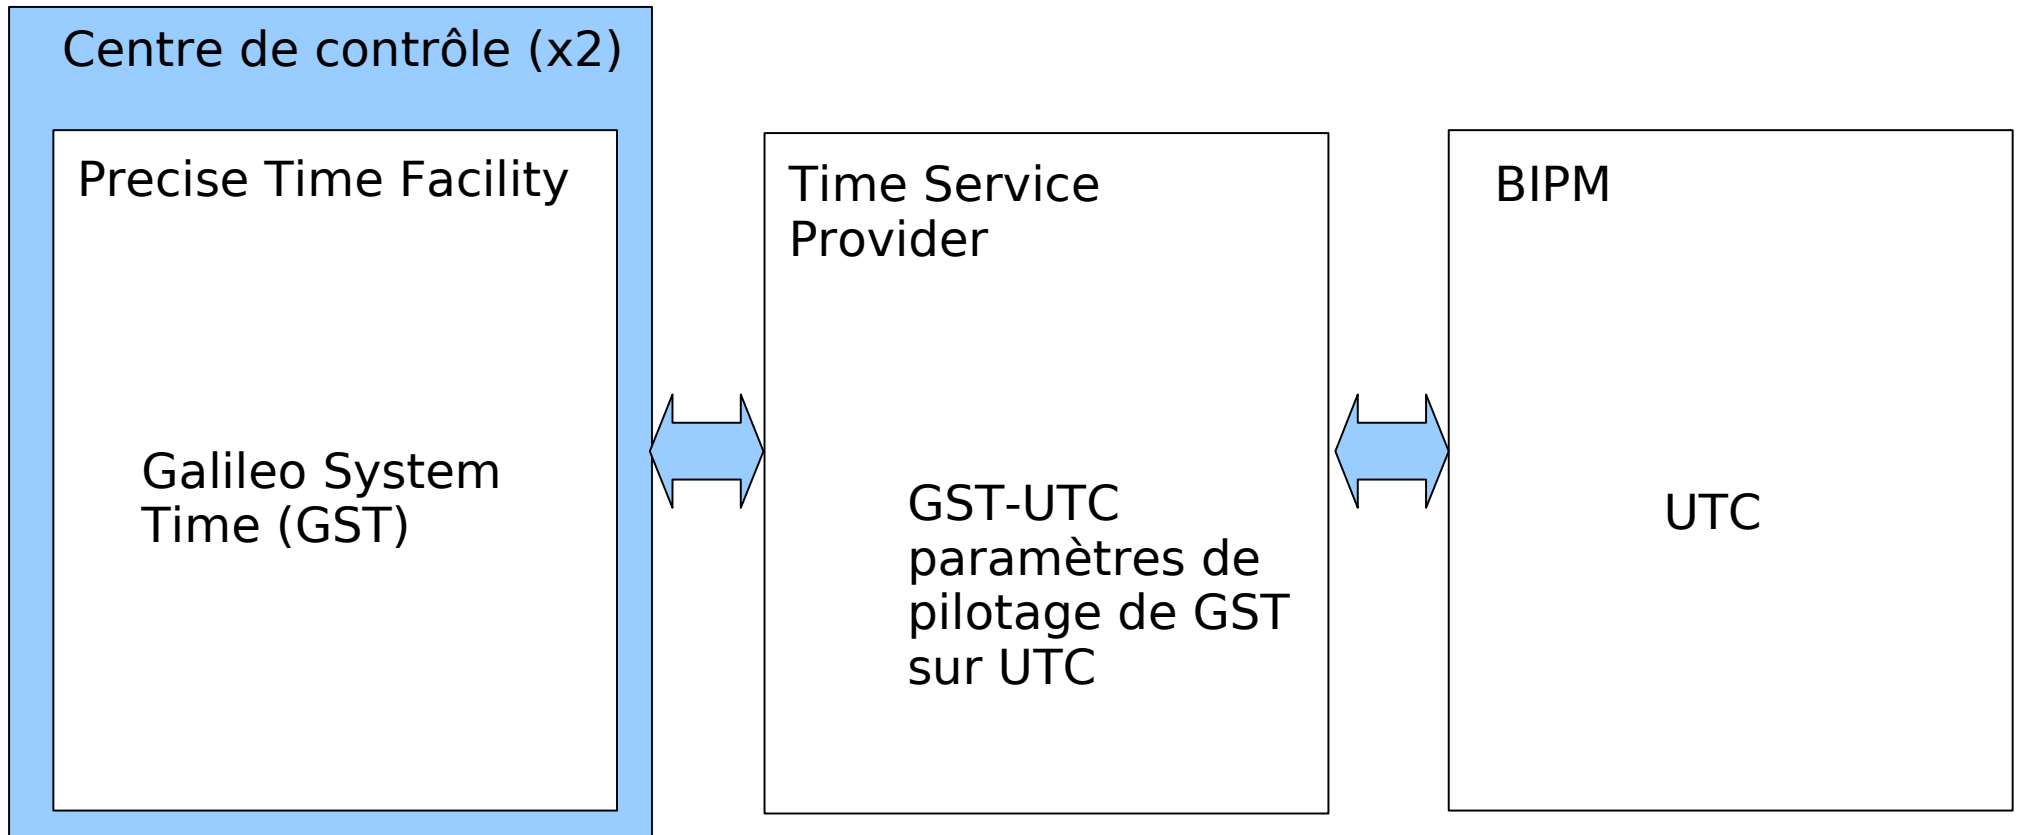 Centre de contrôle (x2)
Precise Time Facility
Galileo System
Time (GST)
Time Service
Provider
GST-UTC
paramètres de
pilotage de GST
sur UTC
BIPM
UTC